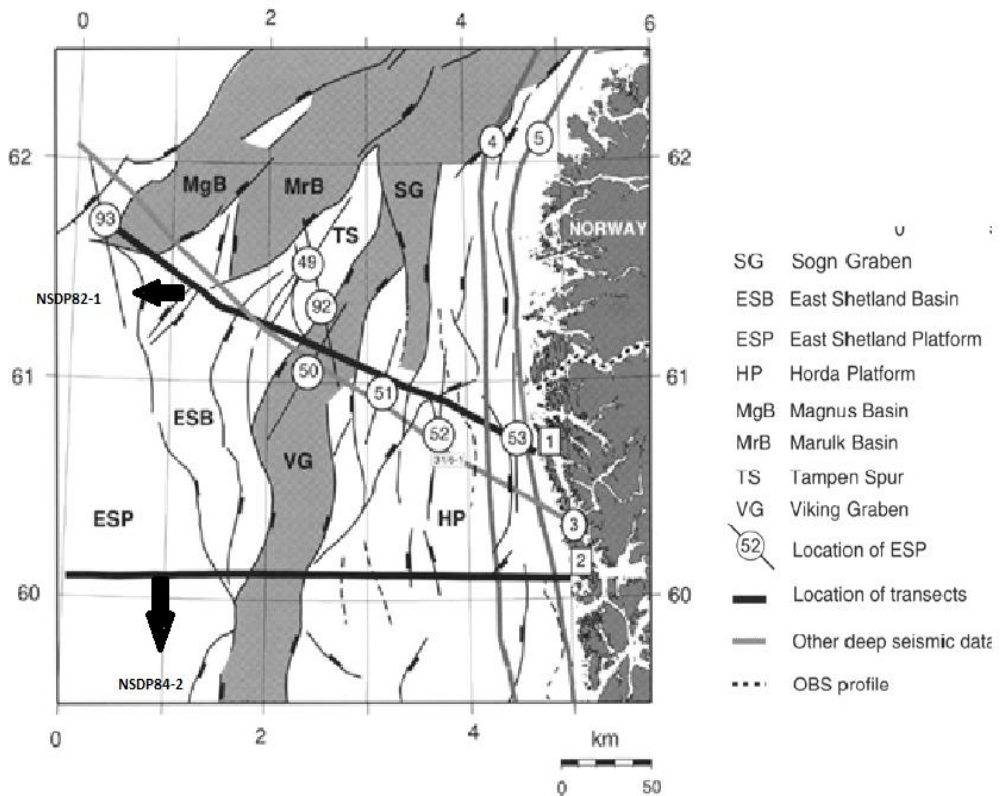 0 2 4 6
62 62
4 5
MgB MrB SG
93
TS
NORWAY
49
NSDP82-1
92
61 61
50
51
ESB
52
53 1
VG
ESP
HP
3
2
60 60
NSDP84-2
0 2 4 6
km
0 50
SG Sogn Graben
ESB East Shetland Basin
ESP East Shetland Platform
HP Horda Platform
MgB Magnus Basin
MrB Marulk Basin
TS Tampen Spur
VG Viking Graben
52 Location of ESP
Location of transects
Other deep seismic data
OBS profile